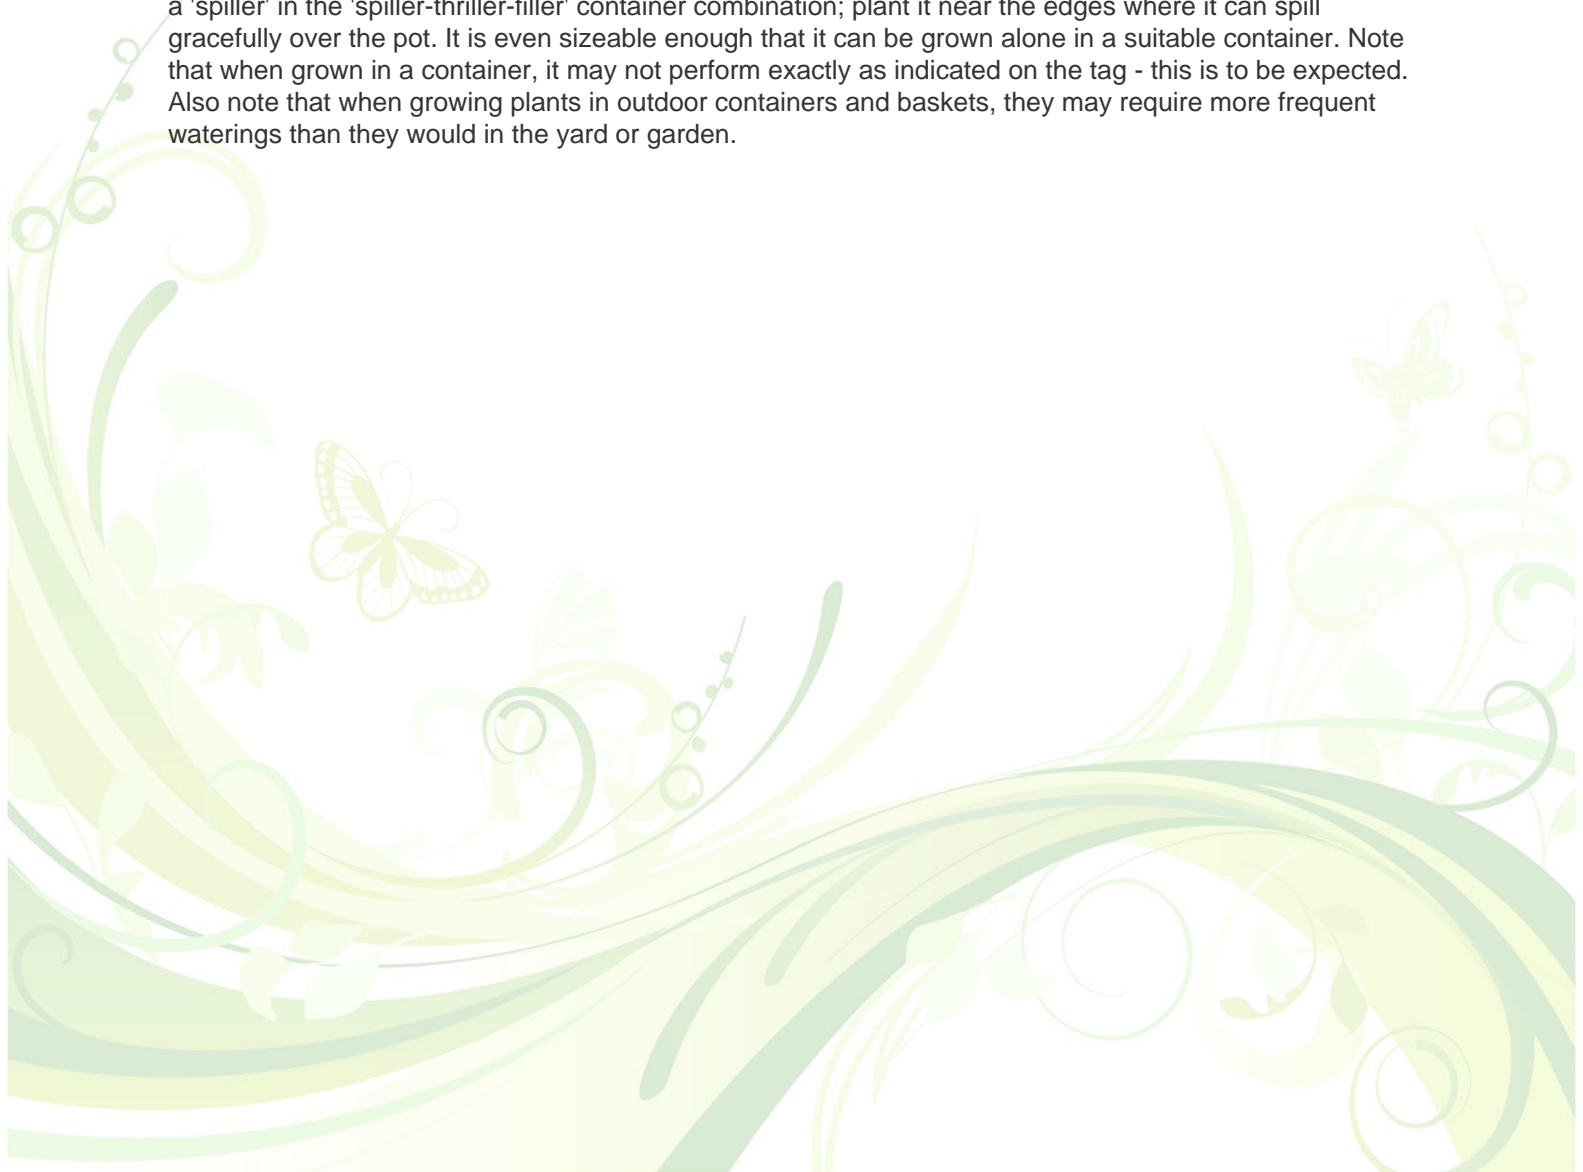 a 'spiller' in the 'spiller-thriller-filler' container combination; plant it near the edges where it can spill
gracefully over the pot. It is even sizeable enough that it can be grown alone in a suitable container. Note
that when grown in a container, it may not perform exactly as indicated on the tag - this is to be expected.
Also note that when growing plants in outdoor containers and baskets, they may require more frequent
waterings than they would in the yard or garden.